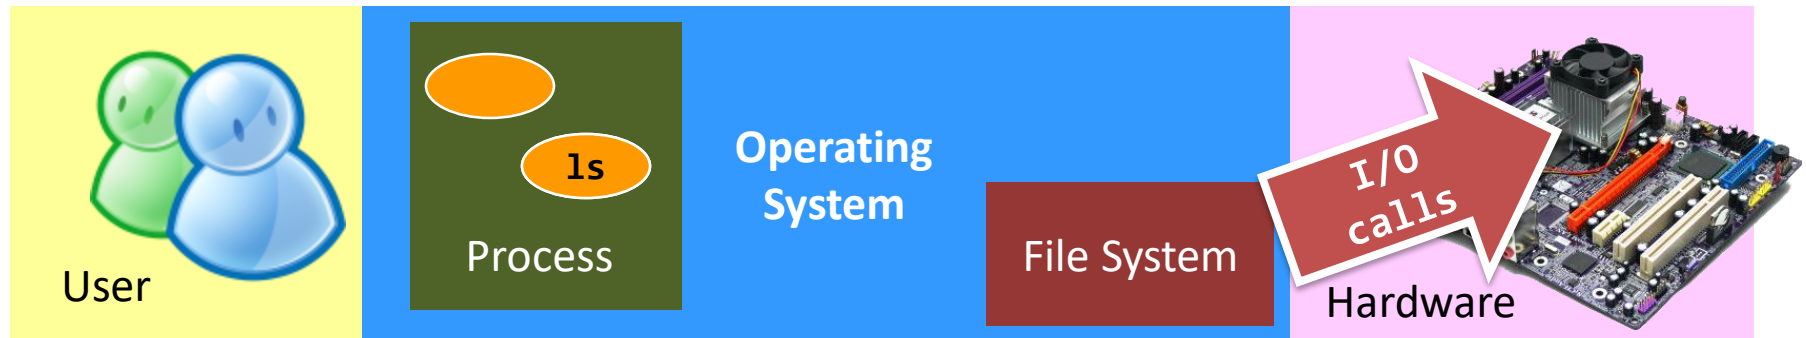 User
ls
Process
Operating
System
File System
I/O
calls
Hardware